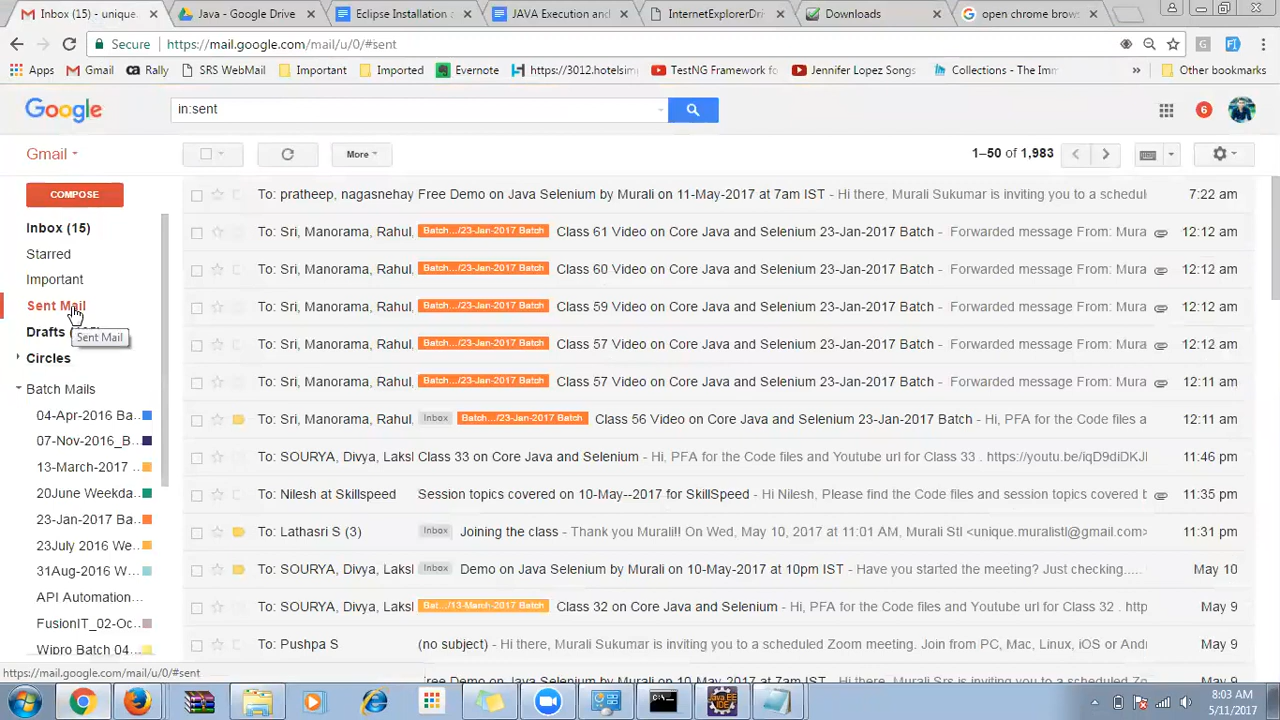 Inbox (15) - unique.
Java - Google Drive
Eclipse Installation a
JAVA Execution and
InternetExplorerDri
Downloads
open chrome brow
Secure https://mail.google.com/mail/u/0/#sent
Apps Gmail Rally SRS WebMail Important Imported Evernote https://3012.hotelsim TestNG Framework fo Jennifer Lopez Songs Collections - The Imm Other bookmarks
Google in:sent 6
Gmail More 1–50 of 1,983
COMPOSE
Inbox (15)
Starred
Important
Sent Mail
Drafts
Sent Mail
Circles
Batch Mails
04-Apr-2016 Ba...
07-Nov-2016_B...
13-March-2017 ...
20June Weekda...
23-Jan-2017 Ba...
23July 2016 We...
31Aug-2016 W...
API Automation...
FusionIT_02-Oc...
Wipro Batch 04
To: pratheep, nagasnehay Free Demo on Java Selenium by Murali on 11-May-2017 at 7am IST - Hi there, Murali Sukumar is inviting you to a schedul 7:22 am
To: Sri, Manorama, Rahul, Batch.../23-Jan-2017 Batch Class 61 Video on Core Java and Selenium 23-Jan-2017 Batch - Forwarded message From: Mura 12:12 am
To: Sri, Manorama, Rahul, Batch.../23-Jan-2017 Batch Class 60 Video on Core Java and Selenium 23-Jan-2017 Batch - Forwarded message From: Mura 12:12 am
To: Sri, Manorama, Rahul, Batch.../23-Jan-2017 Batch Class 59 Video on Core Java and Selenium 23-Jan-2017 Batch - Forwarded message From: Mura 12:12 am
To: Sri, Manorama, Rahul, Batch.../23-Jan-2017 Batch Class 57 Video on Core Java and Selenium 23-Jan-2017 Batch - Forwarded message From: Mura 12:12 am
To: Sri, Manorama, Rahul, Batch.../23-Jan-2017 Batch Class 57 Video on Core Java and Selenium 23-Jan-2017 Batch - Forwarded message From: Mura 12:11 am
To: Sri, Manorama, Rahul, Inbox Batch.../23-Jan-2017 Batch Class 56 Video on Core Java and Selenium 23-Jan-2017 Batch - Hi, PFA for the Code files a 12:11 am
To: SOURYA, Divya, Laksl Class 33 on Core Java and Selenium - Hi, PFA for the Code files and Youtube url for Class 33 . https://youtu.be/iqD9diDKJI 11:46 pm
To: Nilesh at Skillspeed Session topics covered on 10-May--2017 for SkillSpeed - Hi Nilesh, Please find the Code files and session topics covered b 11:35 pm
To: Lathasri S (3) Inbox Joining the class - Thank you Murali!! On Wed, May 10, 2017 at 11:01 AM, Murali Stl <unique.muralistl@gmail.com> 11:31 pm
To: SOURYA, Divya, Laksl Inbox Demo on Java Selenium by Murali on 10-May-2017 at 10pm IST - Have you started the meeting? Just checking..... May 10
To: SOURYA, Divya, Laksl Bat.../13-March-2017 Batch Class 32 on Core Java and Selenium - Hi, PFA for the Code files and Youtube url for Class 32 . http May 9
To: Pushpa S (no subject) - Hi there, Murali Sukumar is inviting you to a scheduled Zoom meeting. Join from PC, Mac, Linux, iOS or Andr May 9
https://mail.google.com/mail/u/0/#sent
8:03 AM
5/11/2017